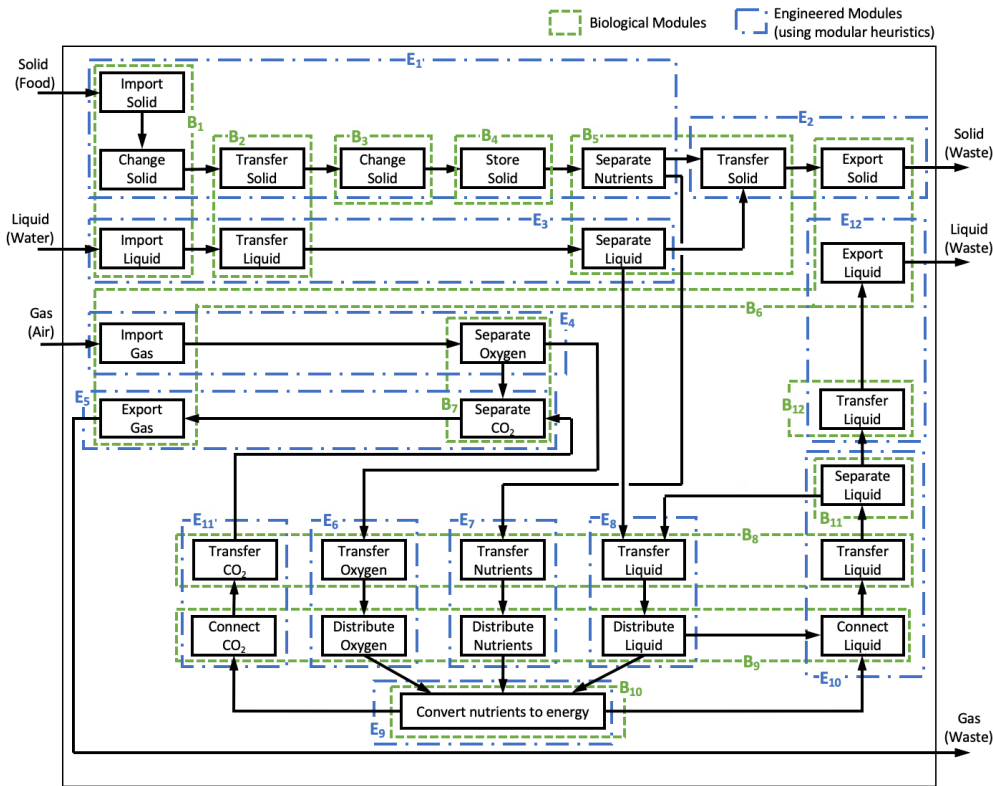 Biological Modules
Engineered Modules
(using modular heuristics)
Solid
(Food)
E1
Import
Solid
B1
B2
B3
B4
B5
E2
Solid
(Waste)
Change
Solid
Transfer
Solid
Change
Solid
Store
Solid
Separate
Nutrients
Transfer
Solid
Export
Solid
Liquid
(Water)
Import
Liquid
Transfer
Liquid
E3
Separate
Liquid
E12
Export
Liquid
Liquid
(Waste)
B6
Gas
(Air)
Import
Gas
Separate
Oxygen
E4
E5
Export
Gas
B7
Separate
CO2
B12
Transfer
Liquid
Separate
Liquid
B11
E11
E6
E7
E8
B8
Transfer
CO2
Transfer
Oxygen
Transfer
Nutrients
Transfer
Liquid
Transfer
Liquid
Connect
CO2
Distribute
Oxygen
Distribute
Nutrients
Distribute
Liquid
Connect
Liquid
B9
E10
B10
Convert nutrients to energy
E9
Gas
(Waste)